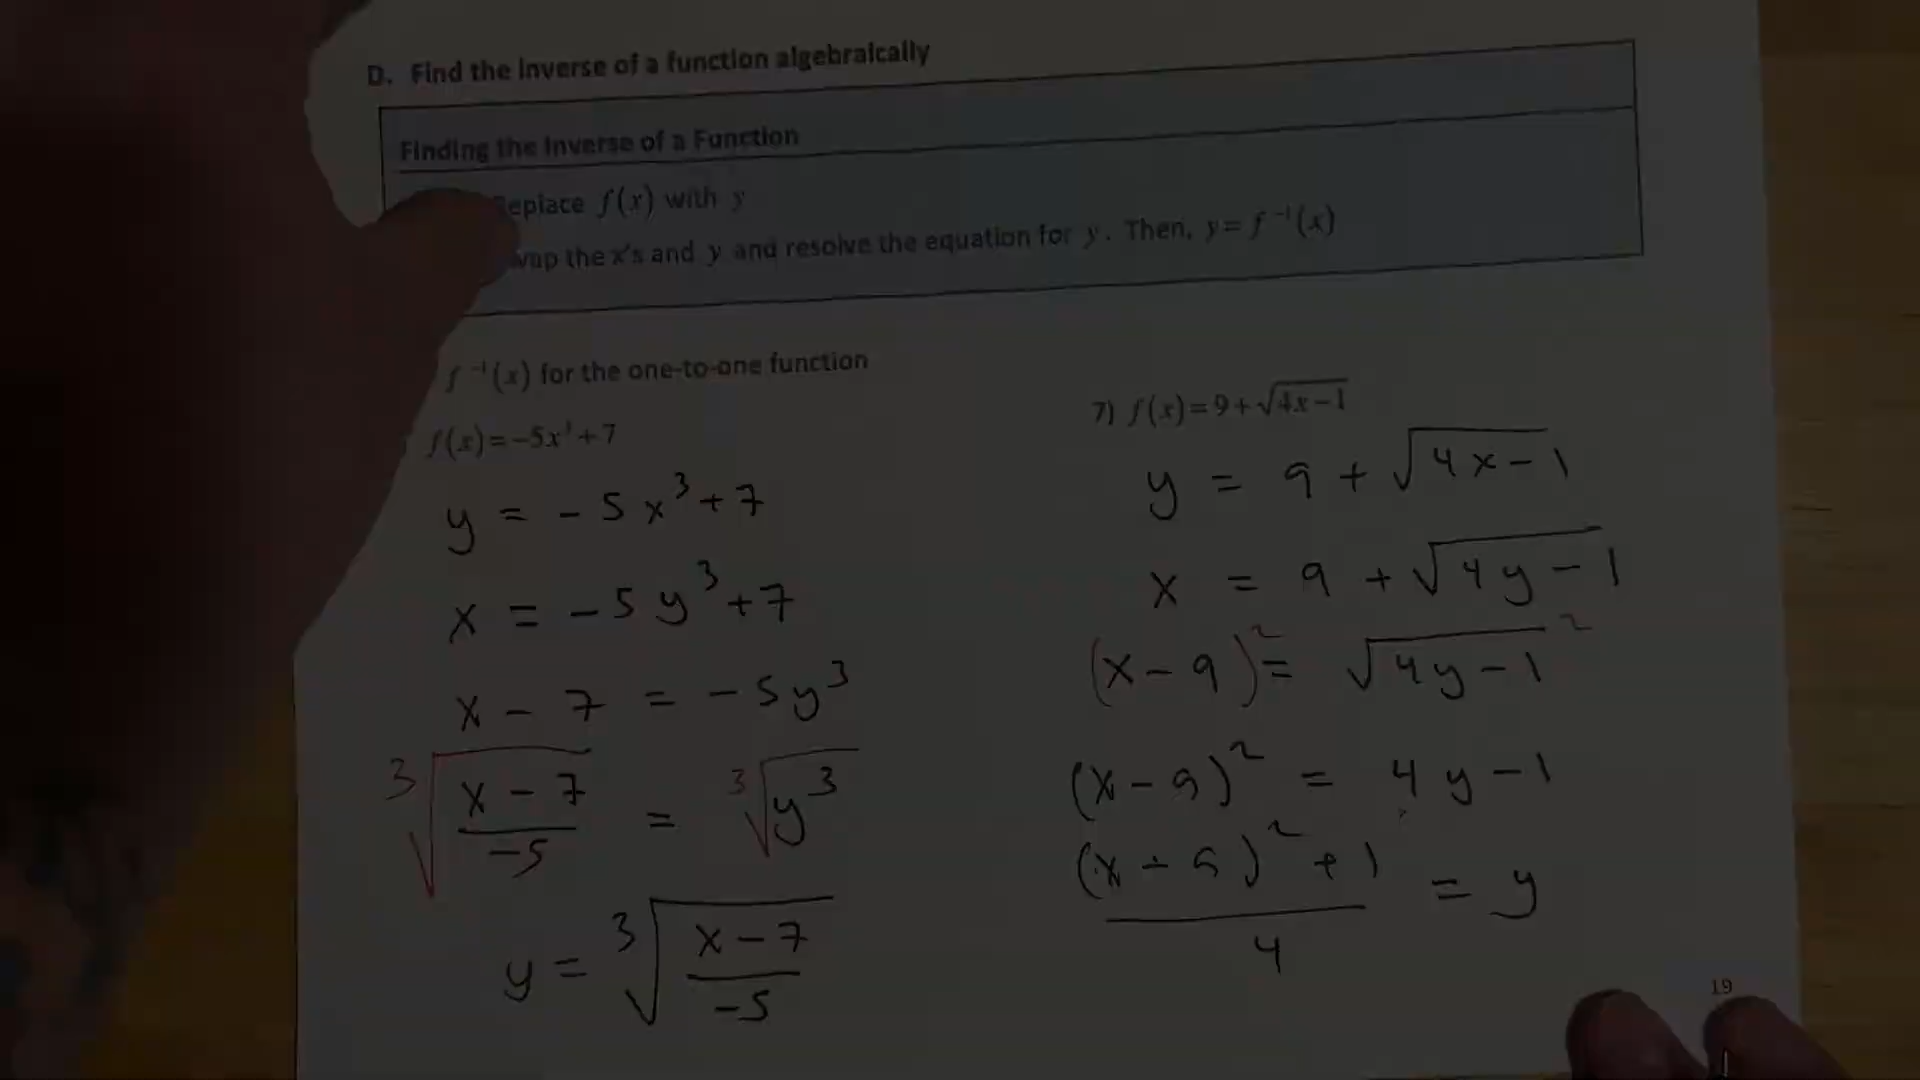 D. Find the inverse of a function algebraically
Finding the Inverse of a Function
eplace f(x) with y
wap the x's and y and resolve the equation for y. Then, y = f⁻¹(x)
f⁻¹(x) for the one-to-one function
f(x)=-5x³+7
y = -5x³+7
x = -5y³+7
x - 7 = -5y³
∛((x - 7)/(-5)) = ∛(y³)
y = ∛((x - 7)/(-5))
7) f(x)=9+√(4x-1)
y = 9 + √(4x-1)
x = 9 + √(4y-1)
(x-9)² = √(4y-1)²
(x-9)² = 4y-1
((x-9)²+1)/4 = y
19